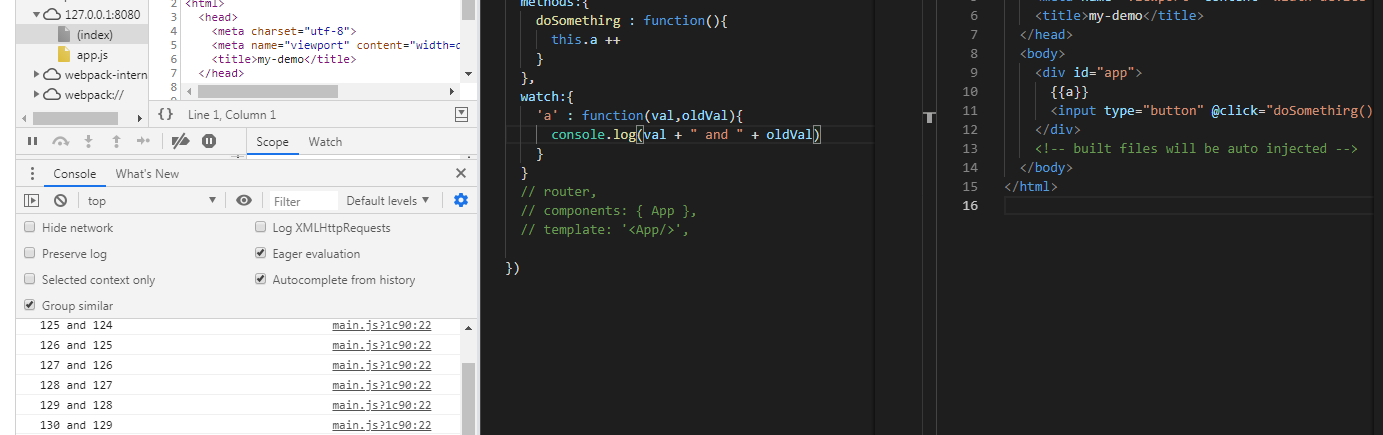 127.0.0.1:8080
(index)
app.js
webpack-intern
webpack://
2 <html>
3 <head>
4 <meta charset="utf-8">
5 <meta name="viewport" content="width=d
6 <title>my-demo</title>
7 </head>
8
{} Line 1, Column 1
Scope Watch
Console What's New
top Filter Default levels
Hide network Log XMLHttpRequests
Preserve log Eager evaluation
Selected context only Autocomplete from history
Group similar
125 and 124 main.js?1c90:22
126 and 125 main.js?1c90:22
127 and 126 main.js?1c90:22
128 and 127 main.js?1c90:22
129 and 128 main.js?1c90:22
130 and 129 main.js?1c90:22
methods:{
doSomethirg : function(){
this.a ++
}
},
watch:{
'a' : function(val,oldVal){
console.log(val + " and " + oldVal)
}
}
// router,
// components: { App },
// template: '<App/>',
})
6 <title>my-demo</title>
7 </head>
8 <body>
9 <div id="app">
10 {{a}}
11 <input type="button" @click="doSomethirg()
12 </div>
13 <!-- built files will be auto injected -->
14 </body>
15 </html>
16